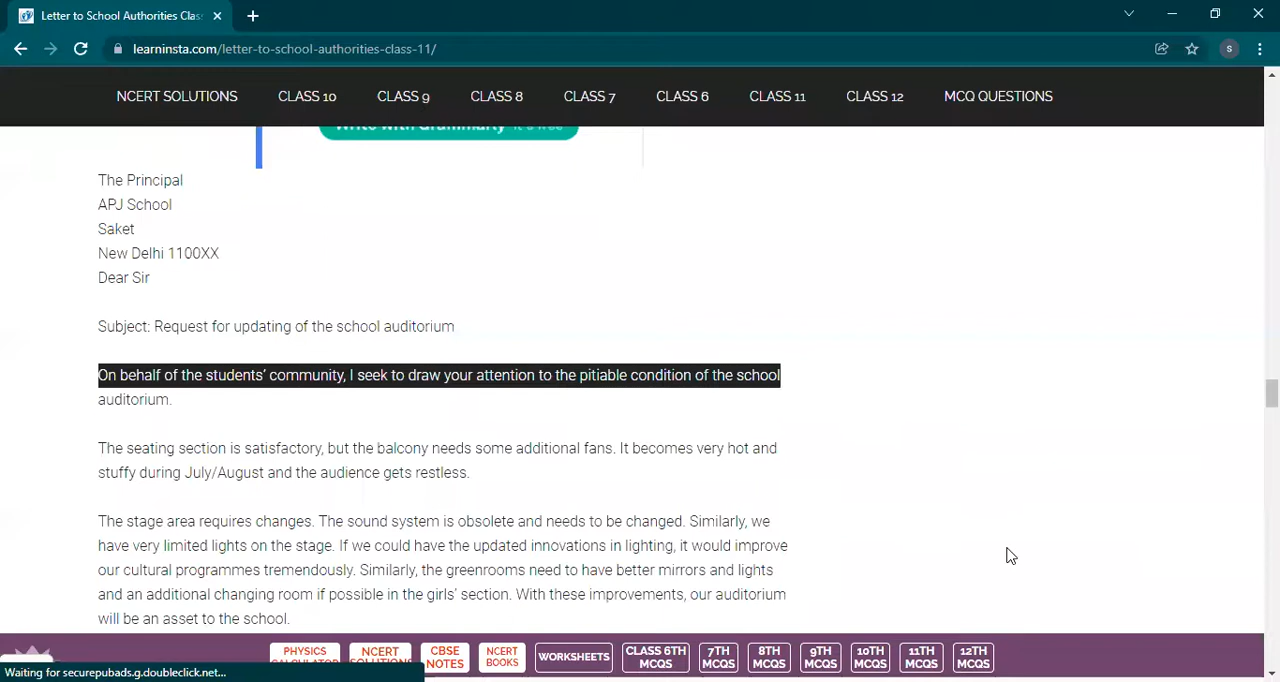 Letter to School Authorities Clas
learninsta.com/letter-to-school-authorities-class-11/
S
NCERT SOLUTIONS CLASS 10 CLASS 9 CLASS 8 CLASS 7 CLASS 6 CLASS 11 CLASS 12 MCQ QUESTIONS
Write with Grammarly It's
The Principal
APJ School
Saket
New Delhi 1100XX
Dear Sir
Subject: Request for updating of the school auditorium
On behalf of the students’ community, I seek to draw your attention to the pitiable condition of the school
auditorium.
The seating section is satisfactory, but the balcony needs some additional fans. It becomes very hot and
stuffy during July/August and the audience gets restless.
The stage area requires changes. The sound system is obsolete and needs to be changed. Similarly, we
have very limited lights on the stage. If we could have the updated innovations in lighting, it would improve
our cultural programmes tremendously. Similarly, the greenrooms need to have better mirrors and lights
and an additional changing room if possible in the girls’ section. With these improvements, our auditorium
will be an asset to the school.
PHYSICS CALCULATOR NCERT SOLUTIONS CBSE NOTES NCERT BOOKS WORKSHEETS CLASS 6TH MCQS 7TH MCQS 8TH MCQS 9TH MCQS 10TH MCQS 11TH MCQS 12TH MCQS
Waiting for securepubads.g.doubleclick.net...